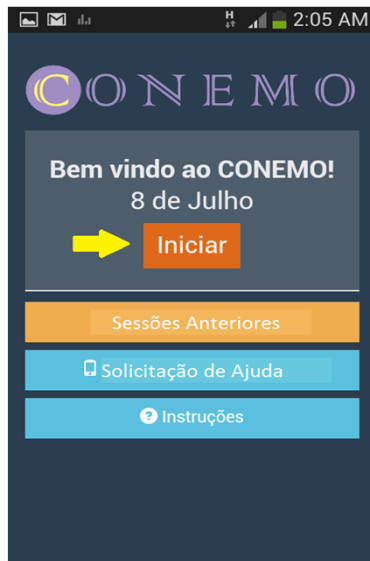 H 2:05 AM
CONEMO
Bem vindo ao CONEMO!
8 de Julho
Iniciar
Sessões Anteriores
Solicitação de Ajuda
? Instruções